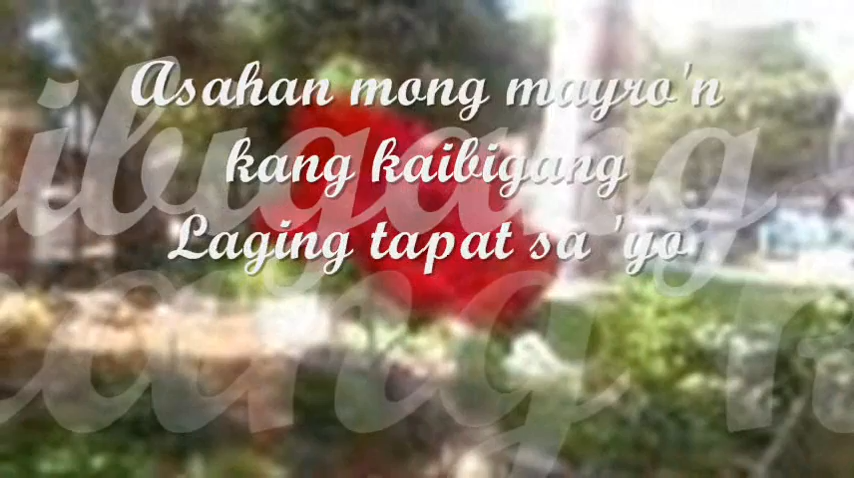 Asahan mong mayro'n
kang kaibigang
Laging tapat sa 'yo